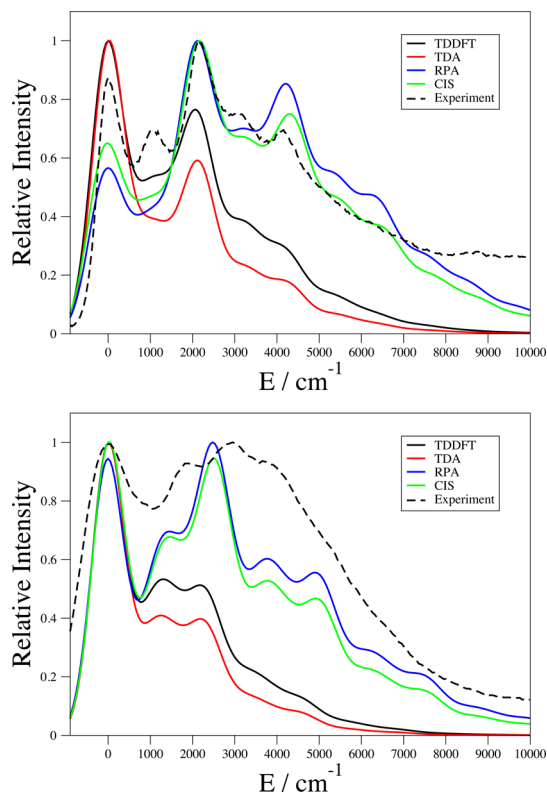 1
0.8
0.6
0.4
0.2
0
Relative Intensity
TDDFT
TDA
RPA
CIS
Experiment
0 1000 2000 3000 4000 5000 6000 7000 8000 9000 10000
E / cm-1
1
0.8
0.6
0.4
0.2
0
Relative Intensity
TDDFT
TDA
RPA
CIS
Experiment
0 1000 2000 3000 4000 5000 6000 7000 8000 9000 10000
E / cm-1